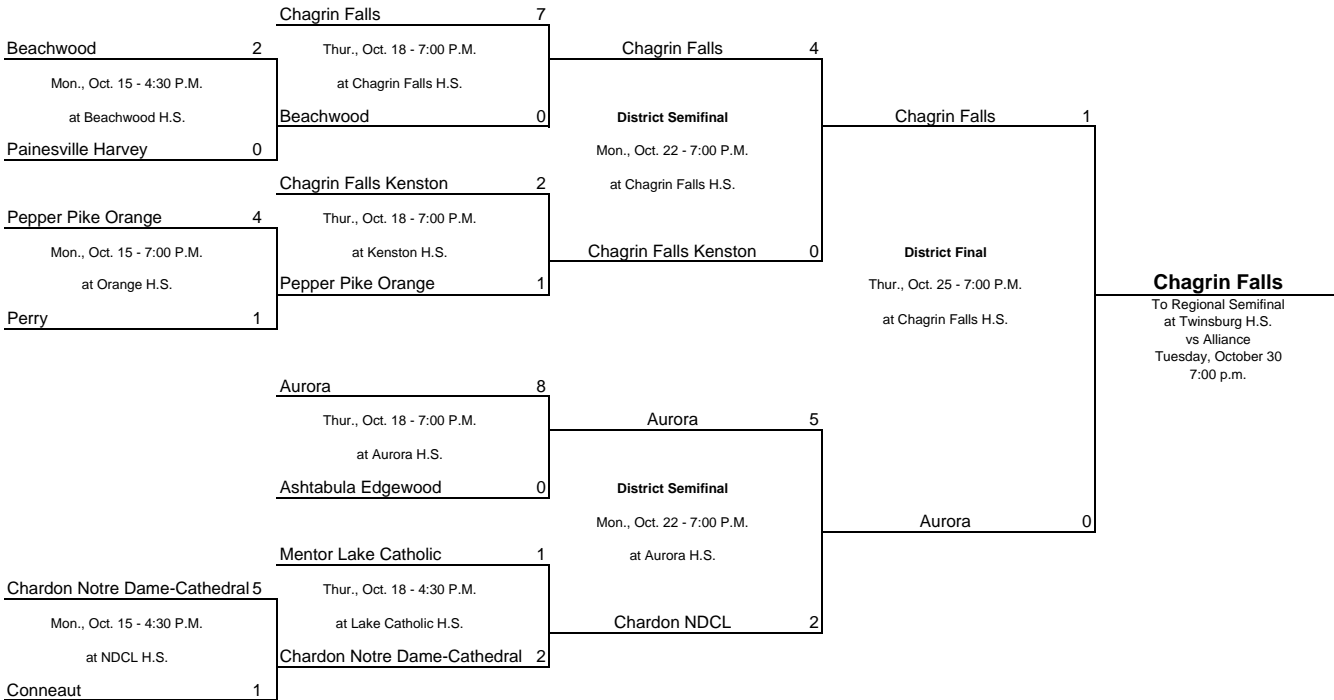 Chagrin Falls 7
Beachwood 2
Thur., Oct. 18 - 7:00 P.M.
Chagrin Falls 4
Mon., Oct. 15 - 4:30 P.M.
at Chagrin Falls H.S.
at Beachwood H.S.
Beachwood 0
District Semifinal
Chagrin Falls 1
Painesville Harvey 0
Mon., Oct. 22 - 7:00 P.M.
Chagrin Falls Kenston 2
at Chagrin Falls H.S.
Pepper Pike Orange 4
Thur., Oct. 18 - 7:00 P.M.
Mon., Oct. 15 - 7:00 P.M.
at Kenston H.S.
Chagrin Falls Kenston 0
District Final
at Orange H.S.
Pepper Pike Orange 1
Thur., Oct. 25 - 7:00 P.M.
Chagrin Falls
Perry 1
at Chagrin Falls H.S.
To Regional Semifinal
at Twinsburg H.S.
vs Alliance
Tuesday, October 30
7:00 p.m.
Aurora 8
Thur., Oct. 18 - 7:00 P.M.
Aurora 5
at Aurora H.S.
Ashtabula Edgewood 0
District Semifinal
Mon., Oct. 22 - 7:00 P.M.
Aurora 0
Mentor Lake Catholic 1
at Aurora H.S.
Chardon Notre Dame-Cathedral 5
Thur., Oct. 18 - 4:30 P.M.
Mon., Oct. 15 - 4:30 P.M.
at Lake Catholic H.S.
Chardon NDCL 2
at NDCL H.S.
Chardon Notre Dame-Cathedral 2
Conneaut 1